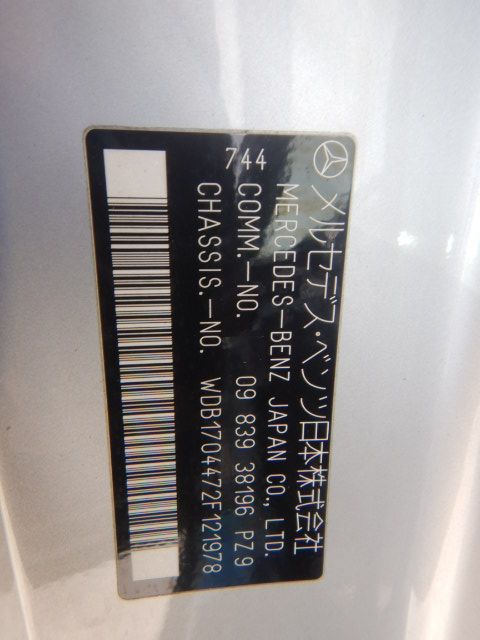 メルセデス・ベンツ日本株式会社
MERCEDES-BENZ JAPAN CO., LTD.
744
COMM.-NO. 09 839 38196 PZ9
CHASSIS.-NO. WDB1704472F121978